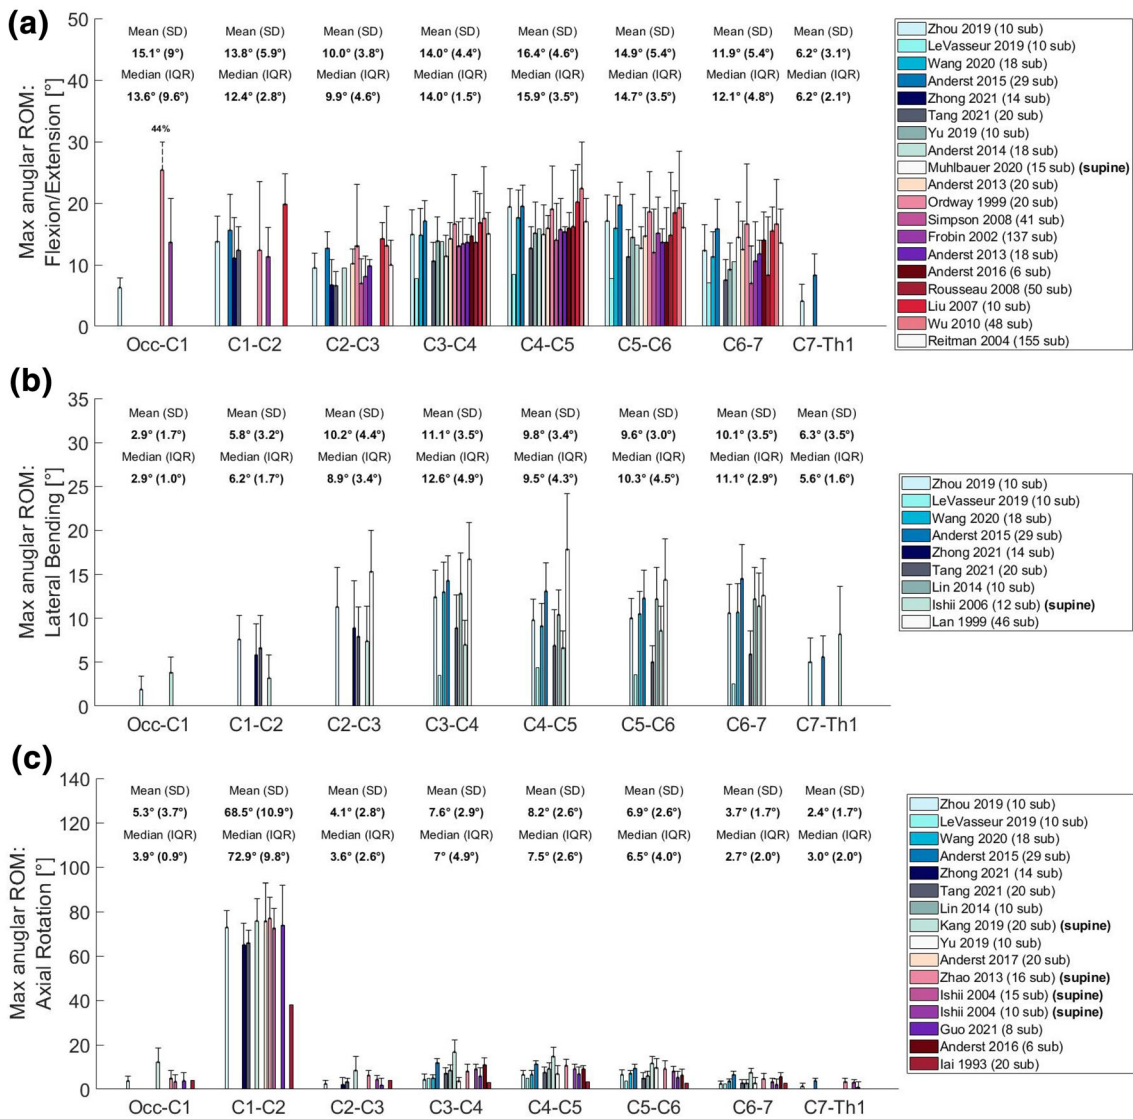 (a)
Max anuglar ROM:
Flexion/Extension [°]
50
40
30
20
10
0
Mean (SD) Mean (SD) Mean (SD) Mean (SD) Mean (SD) Mean (SD) Mean (SD) Mean (SD)
15.1° (9°) 13.8° (5.9°) 10.0° (3.8°) 14.0° (4.4°) 16.4° (4.6°) 14.9° (5.4°) 11.9° (5.4°) 6.2° (3.1°)
Median (IQR) Median (IQR) Median (IQR) Median (IQR) Median (IQR) Median (IQR) Median (IQR) Median (IQR)
13.6° (9.6°) 12.4° (2.8°) 9.9° (4.6°) 14.0° (1.5°) 15.9° (3.5°) 14.7° (3.5°) 12.1° (4.8°) 6.2° (2.1°)
44%
Occ-C1 C1-C2 C2-C3 C3-C4 C4-C5 C5-C6 C6-7 C7-Th1
Zhou 2019 (10 sub)
LeVasseur 2019 (10 sub)
Wang 2020 (18 sub)
Anderst 2015 (29 sub)
Zhong 2021 (14 sub)
Tang 2021 (20 sub)
Yu 2019 (10 sub)
Anderst 2014 (18 sub)
Muhlbauer 2020 (15 sub) (supine)
Anderst 2013 (20 sub)
Ordway 1999 (20 sub)
Simpson 2008 (41 sub)
Frobin 2002 (137 sub)
Anderst 2013 (18 sub)
Anderst 2016 (6 sub)
Rousseau 2008 (50 sub)
Liu 2007 (10 sub)
Wu 2010 (48 sub)
Reitman 2004 (155 sub)
(b)
Max anuglar ROM:
Lateral Bending [°]
35
30
25
20
15
10
5
0
Mean (SD) Mean (SD) Mean (SD) Mean (SD) Mean (SD) Mean (SD) Mean (SD) Mean (SD)
2.9° (1.7°) 5.8° (3.2°) 10.2° (4.4°) 11.1° (3.5°) 9.8° (3.4°) 9.6° (3.0°) 10.1° (3.5°) 6.3° (3.5°)
Median (IQR) Median (IQR) Median (IQR) Median (IQR) Median (IQR) Median (IQR) Median (IQR) Median (IQR)
2.9° (1.0°) 6.2° (1.7°) 8.9° (3.4°) 12.6° (4.9°) 9.5° (4.3°) 10.3° (4.5°) 11.1° (2.9°) 5.6° (1.6°)
Occ-C1 C1-C2 C2-C3 C3-C4 C4-C5 C5-C6 C6-7 C7-Th1
Zhou 2019 (10 sub)
LeVasseur 2019 (10 sub)
Wang 2020 (18 sub)
Anderst 2015 (29 sub)
Zhong 2021 (14 sub)
Tang 2021 (20 sub)
Lin 2014 (10 sub)
Ishii 2006 (12 sub) (supine)
Lan 1999 (46 sub)
(c)
Max anuglar ROM:
Axial Rotation [°]
140
120
100
80
60
40
20
0
Mean (SD) Mean (SD) Mean (SD) Mean (SD) Mean (SD) Mean (SD) Mean (SD) Mean (SD)
5.3° (3.7°) 68.5° (10.9°) 4.1° (2.8°) 7.6° (2.9°) 8.2° (2.6°) 6.9° (2.6°) 3.7° (1.7°) 2.4° (1.7°)
Median (IQR) Median (IQR) Median (IQR) Median (IQR) Median (IQR) Median (IQR) Median (IQR) Median (IQR)
3.9° (0.9°) 72.9° (9.8°) 3.6° (2.6°) 7° (4.9°) 7.5° (2.6°) 6.5° (4.0°) 2.7° (2.0°) 3.0° (2.0°)
Occ-C1 C1-C2 C2-C3 C3-C4 C4-C5 C5-C6 C6-7 C7-Th1
Zhou 2019 (10 sub)
LeVasseur 2019 (10 sub)
Wang 2020 (18 sub)
Anderst 2015 (29 sub)
Zhong 2021 (14 sub)
Tang 2021 (20 sub)
Lin 2014 (10 sub)
Kang 2019 (20 sub) (supine)
Yu 2019 (10 sub)
Anderst 2017 (20 sub)
Zhao 2013 (16 sub) (supine)
Ishii 2004 (15 sub) (supine)
Ishii 2004 (10 sub) (supine)
Guo 2021 (8 sub)
Anderst 2016 (6 sub)
Iai 1993 (20 sub)